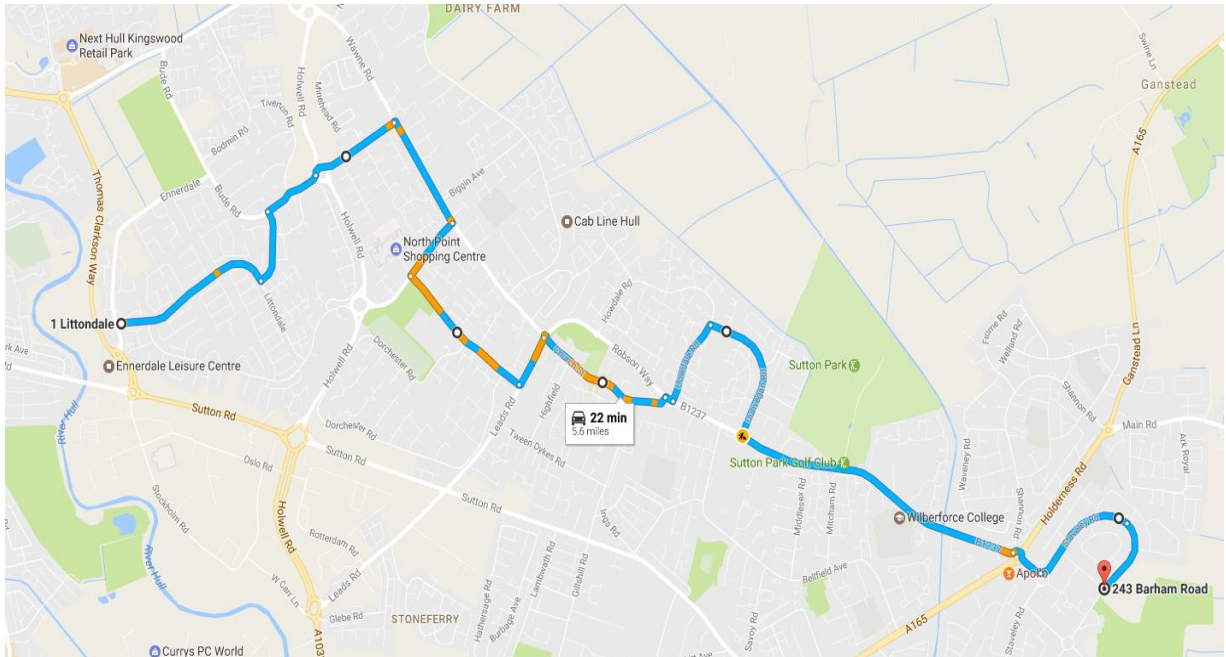 DAIRY FARM
Next Hull Kingswood
Retail Park
Bude Rd
Holwell Rd
Wawne Rd
Minehead Rd
Tiverton Rd
Bodmin Rd
Swine Ln
Ganstead
A165
Thomas Clarkson Way
Ennerdale
Bude Rd
Biggin Ave
Cab Line Hull
Holwell Rd
North Point
Shopping Centre
1 Littondale
Littondale
Howdale Rd
Frome Rd
Welland Rd
Ganstead Ln
Ennerdale Leisure Centre
Dorchester Rd
Holwell Rd
Robson Way
Sutton Park
Shannon Rd
River Hull
Sutton Rd
Leads Rd
Highfield
22 min
5.6 miles
B1237
Main Rd
Ark Royal
Dorchester Rd
Tween Dykes Rd
Oslo Rd
Sutton Rd
Sutton Park Golf Club
Holderness Rd
Stockholm Rd
Holwell Rd
Sutton Rd
Inga Rd
Middlesex Rd
Mitcham Rd
Waveney Rd
Shannon Rd
Wilberforce College
Rotterdam Rd
Leads Rd
Lambwath Rd
Gillshill Rd
Bellfield Ave
Apollo
River Hull
W Carr Ln
Glebe Rd
STONEFERRY
Hathersage Rd
Burbage Ave
Savoy Rd
A165
Staveley Rd
243 Barham Road
Currys PC World